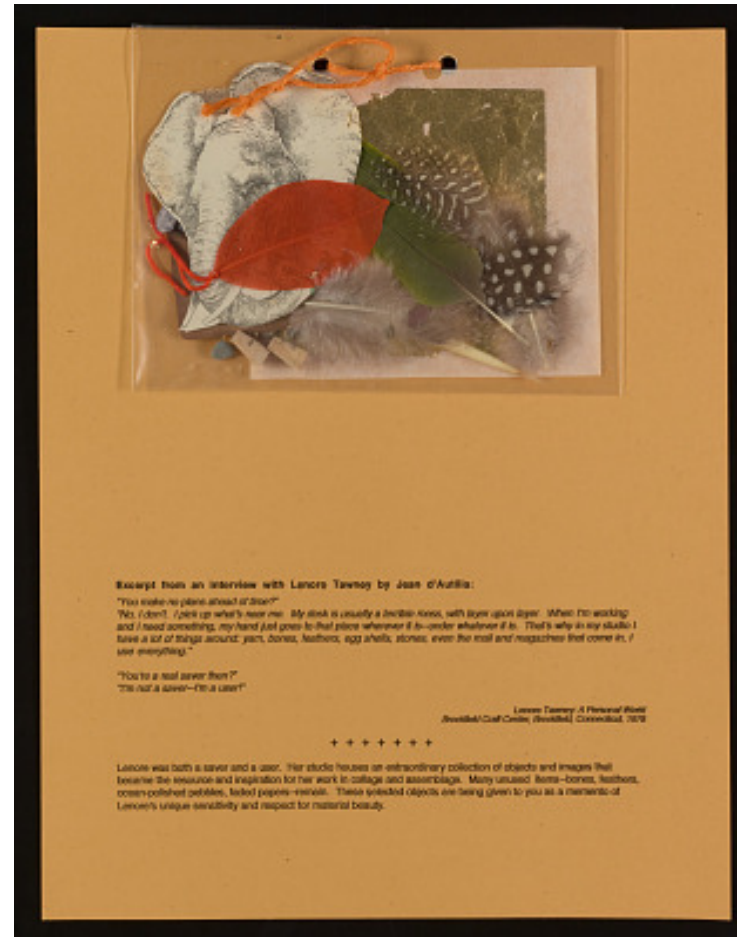 Excerpt from an interview with Lenore Tawney by Jean d'Autilia:
"You make no plans ahead of time?"
"No, I don't. I pick up what's near me. My desk is usually a terrible mess, with layer upon layer. When I'm working
and I need something, my hand just goes to that place wherever it is--under whatever it is. That's why in my studio I
have a lot of things around: yarn, bones, feathers, egg shells, stones, even the mail and magazines that come in, I
use everything."
"You're a real saver then?"
"I'm not a saver--I'm a user!"
Lenore Tawney: A Personal World
Brookfield Craft Center, Brookfield, Connecticut, 1978
+ + + + + + +
Lenore was both a saver and a user. Her studio houses an extraordinary collection of objects and images that
became the resource and inspiration for her work in collage and assemblage. Many unused items--bones, feathers,
ocean-polished pebbles, faded papers--remain. These selected objects are being given to you as a memento of
Lenore's unique sensitivity and respect for material beauty.